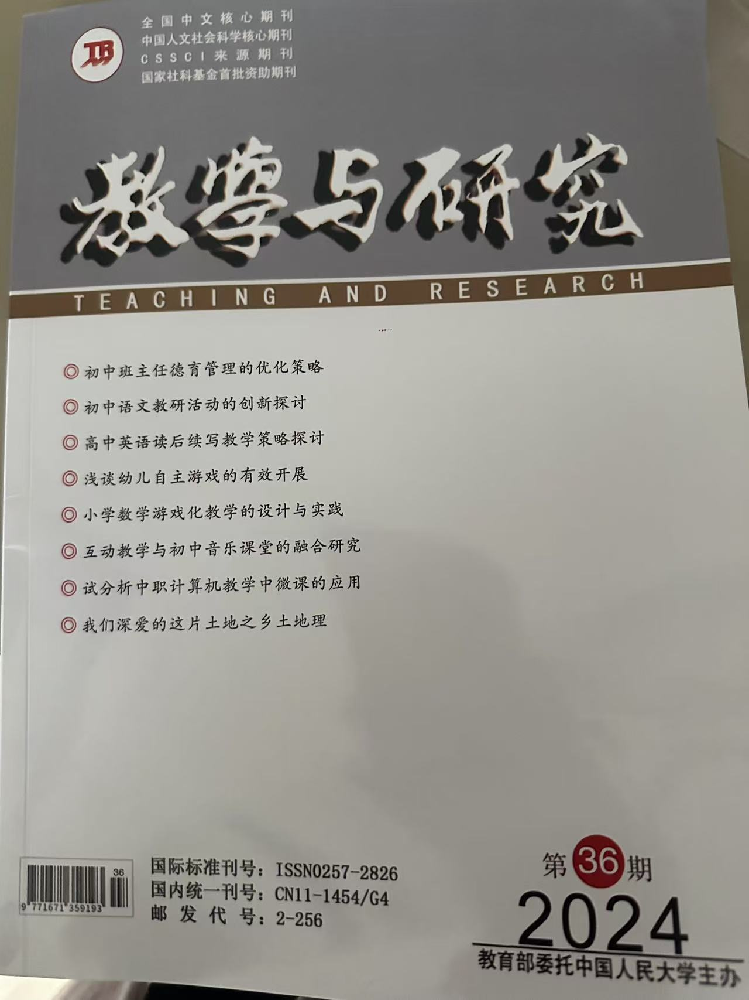 TB
全国中文核心期刊
中国人文社会科学核心期刊
CSSCI来源期刊
国家社科基金首批资助期刊
教学与研究
TEACHING AND RESEARCH
◎初中班主任德育管理的优化策略
◎初中语文教研活动的创新探讨
◎高中英语读后续写教学策略探讨
◎浅谈幼儿自主游戏的有效开展
◎小学数学游戏化教学的设计与实践
◎互动教学与初中音乐课堂的融合研究
◎试分析中职计算机教学中微课的应用
◎我们深爱的这片土地之乡土地理
36
9 771671 359193
国际标准刊号：ISSN0257-2826
国内统一刊号：CN11-1454/G4
邮发代号：2-256
第36期
2024
教育部委托中国人民大学主办